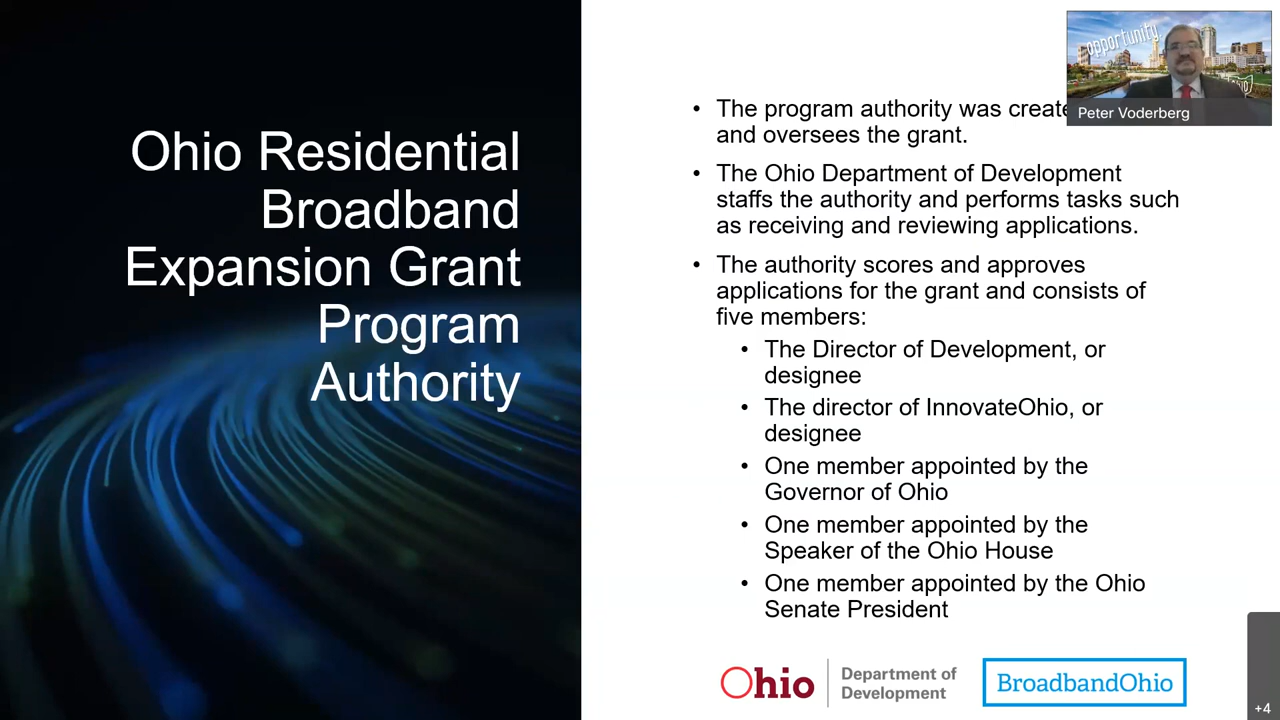 Ohio Residential
Broadband
Expansion Grant
Program
Authority
opportunity
Peter Voderberg
• The program authority was
and oversees the grant.
• The Ohio Department of Development
staffs the authority and performs tasks such
as receiving and reviewing applications.
• The authority scores and approves
applications for the grant and consists of
five members:
• The Director of Development, or
designee
• The director of InnovateOhio, or
designee
• One member appointed by the
Governor of Ohio
• One member appointed by the
Speaker of the Ohio House
• One member appointed by the Ohio
Senate President
Ohio
Department of
Development
BroadbandOhio
+4